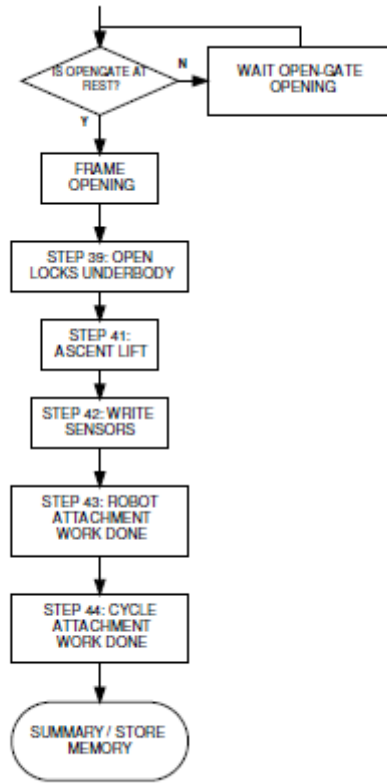 IS OPENGATE AT
REST?
N
WAIT OPEN-GATE
OPENING
Y
FRAME
OPENING
STEP 39: OPEN
LOCKS UNDERBODY
STEP 41:
ASCENT LIFT
STEP 42: WRITE
SENSORS
STEP 43: ROBOT
ATTACHMENT
WORK DONE
STEP 44: CYCLE
ATTACHMENT
WORK DONE
SUMMARY / STORE
MEMORY